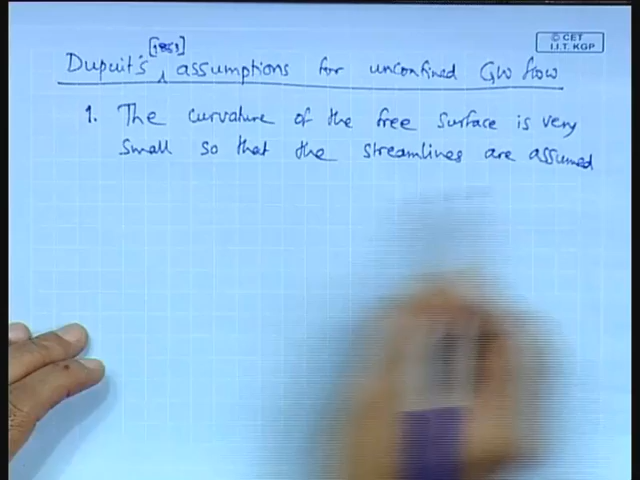 © CET
I.I.T. KGP
Dupuit's assumptions for unconfined GW flow
1. The curvature of the free surface is very
small so that the streamlines are assumed